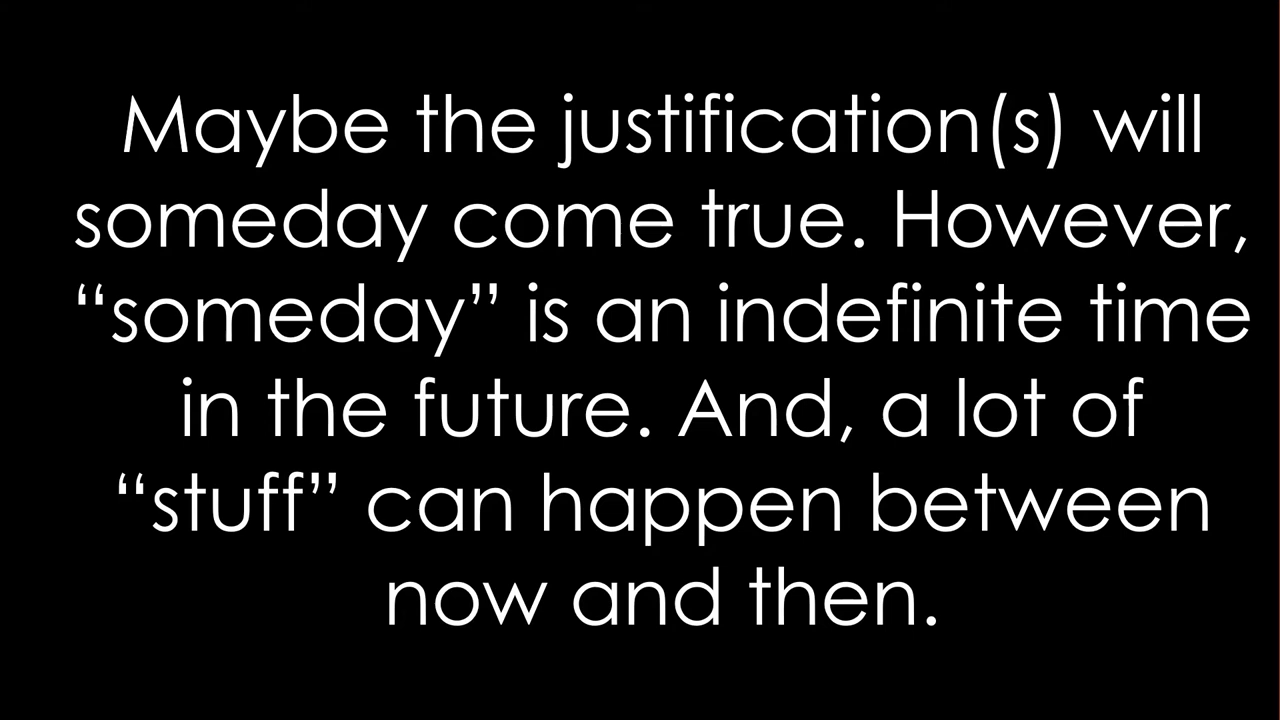 Maybe the justification(s) will
someday come true. However,
“someday” is an indefinite time
in the future. And, a lot of
“stuff” can happen between
now and then.